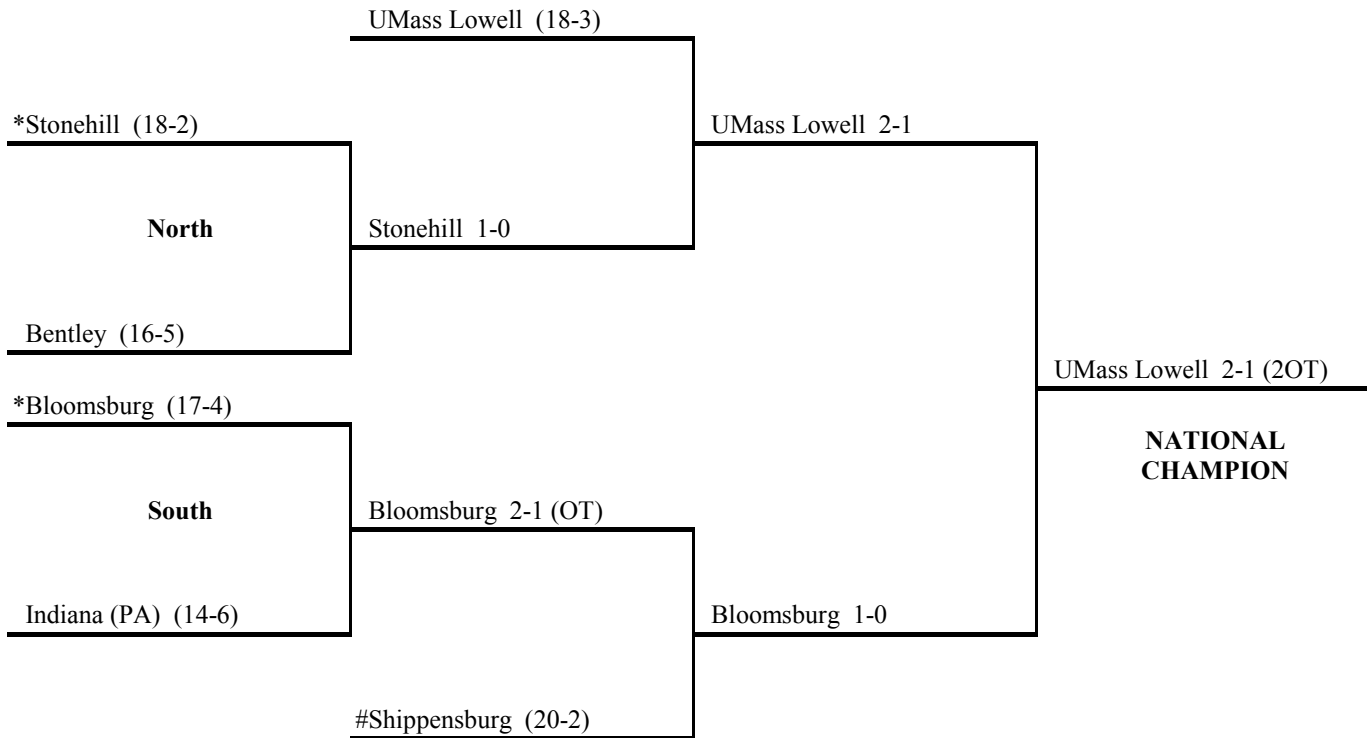 UMass Lowell (18-3)
*Stonehill (18-2)
UMass Lowell 2-1
North
Stonehill 1-0
Bentley (16-5)
UMass Lowell 2-1 (2OT)
*Bloomsburg (17-4)
NATIONAL
CHAMPION
South
Bloomsburg 2-1 (OT)
Indiana (PA) (14-6)
Bloomsburg 1-0
#Shippensburg (20-2)